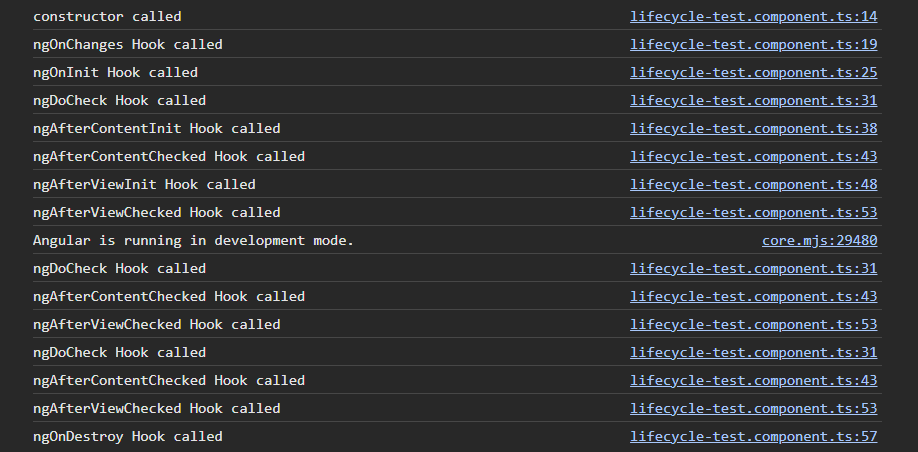 constructor called lifecycle-test.component.ts:14
ngOnChanges Hook called lifecycle-test.component.ts:19
ngOnInit Hook called lifecycle-test.component.ts:25
ngDoCheck Hook called lifecycle-test.component.ts:31
ngAfterContentInit Hook called lifecycle-test.component.ts:38
ngAfterContentChecked Hook called lifecycle-test.component.ts:43
ngAfterViewInit Hook called lifecycle-test.component.ts:48
ngAfterViewChecked Hook called lifecycle-test.component.ts:53
Angular is running in development mode. core.mjs:29480
ngDoCheck Hook called lifecycle-test.component.ts:31
ngAfterContentChecked Hook called lifecycle-test.component.ts:43
ngAfterViewChecked Hook called lifecycle-test.component.ts:53
ngDoCheck Hook called lifecycle-test.component.ts:31
ngAfterContentChecked Hook called lifecycle-test.component.ts:43
ngAfterViewChecked Hook called lifecycle-test.component.ts:53
ngOnDestroy Hook called lifecycle-test.component.ts:57